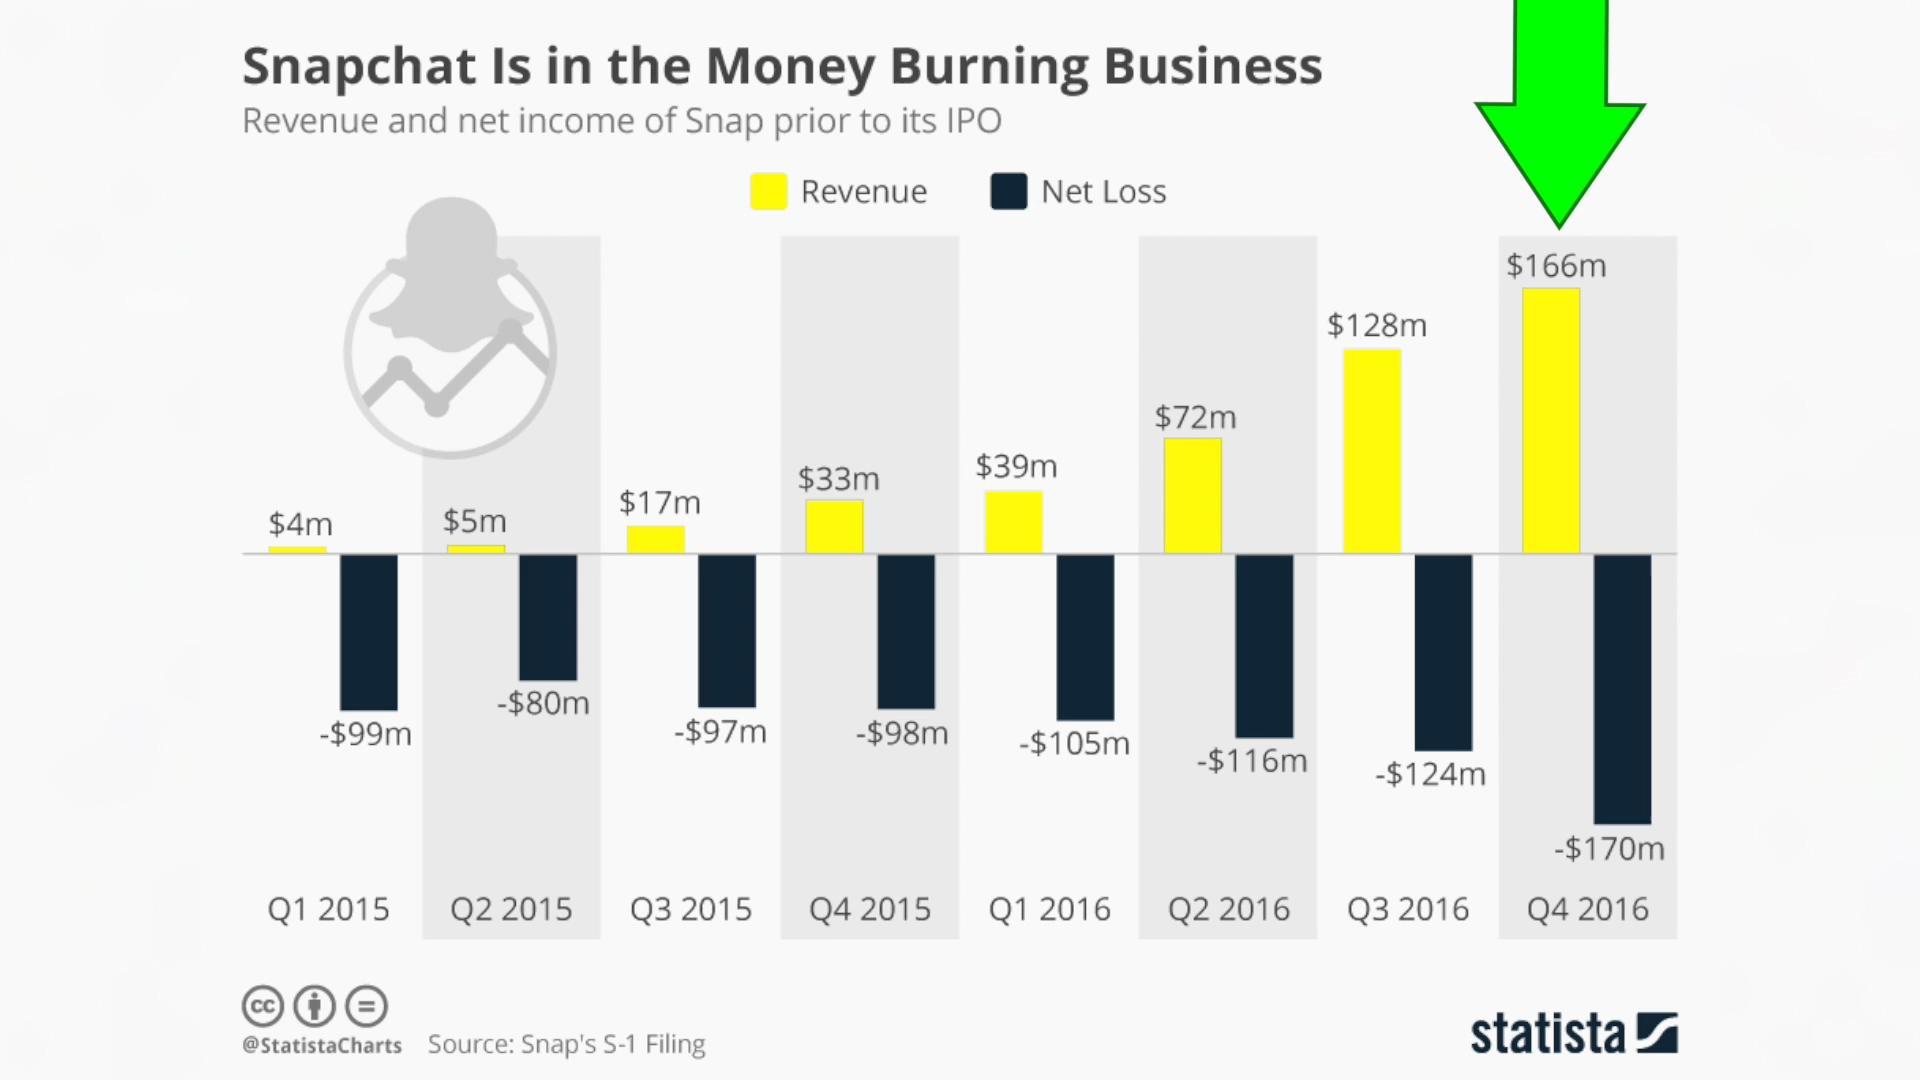 Snapchat Is in the Money Burning Business
Revenue and net income of Snap prior to its IPO
Revenue Net Loss
$4m $5m $17m $33m $39m $72m $128m $166m
-$99m -$80m -$97m -$98m -$105m -$116m -$124m -$170m
Q1 2015 Q2 2015 Q3 2015 Q4 2015 Q1 2016 Q2 2016 Q3 2016 Q4 2016
cc
@StatistaCharts Source: Snap's S-1 Filing
statista